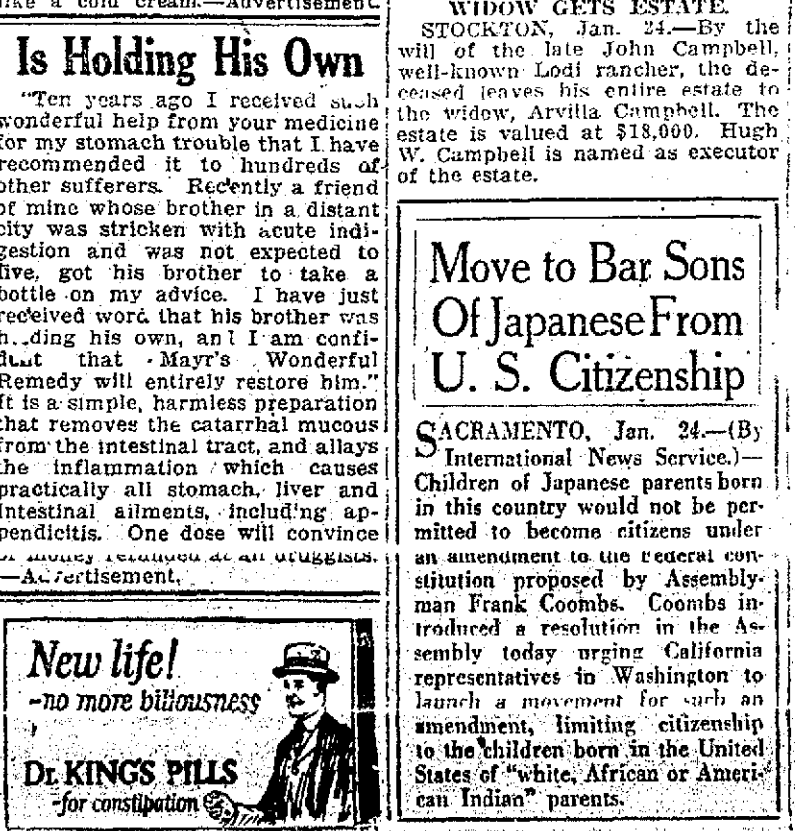 like a cold cream.—Advertisement.
Is Holding His Own
"Ten years ago I received such
wonderful help from your medicine
for my stomach trouble that I have
recommended it to hundreds of
other sufferers. Recently a friend
of mine whose brother in a distant
city was stricken with acute indi-
gestion and was not expected to
live, got his brother to take a
bottle on my advice. I have just
received word that his brother was
h..ding his own, and I am confi-
dent that Mayr's Wonderful
Remedy will entirely restore him."
It is a simple, harmless preparation
that removes the catarrhal mucous
from the intestinal tract, and allays
the inflammation which causes
practically all stomach, liver and
intestinal ailments, including ap-
pendicitis. One dose will convince
or money refunded at all druggists.
—Advertisement.
New life!
-no more biliousness
Dr. KING'S PILLS
-for constipation
WIDOW GETS ESTATE.
STOCKTON, Jan. 24.—By the
will of the late John Campbell,
well-known Lodi rancher, the de-
ceased leaves his entire estate to
the widow, Arvilla Campbell. The
estate is valued at $18,000. Hugh
W. Campbell is named as executor
of the estate.
Move to Bar Sons
Of Japanese From
U. S. Citizenship
SACRAMENTO, Jan. 24.—(By
International News Service.)—
Children of Japanese parents born
in this country would not be per-
mitted to become citizens under
an amendment to the Federal con-
stitution proposed by Assembly-
man Frank Coombs. Coombs in-
troduced a resolution in the As-
sembly today urging California
representatives in Washington to
launch a movement for such an
amendment, limiting citizenship
to the children born in the United
States of "white, African or Ameri-
can Indian" parents.